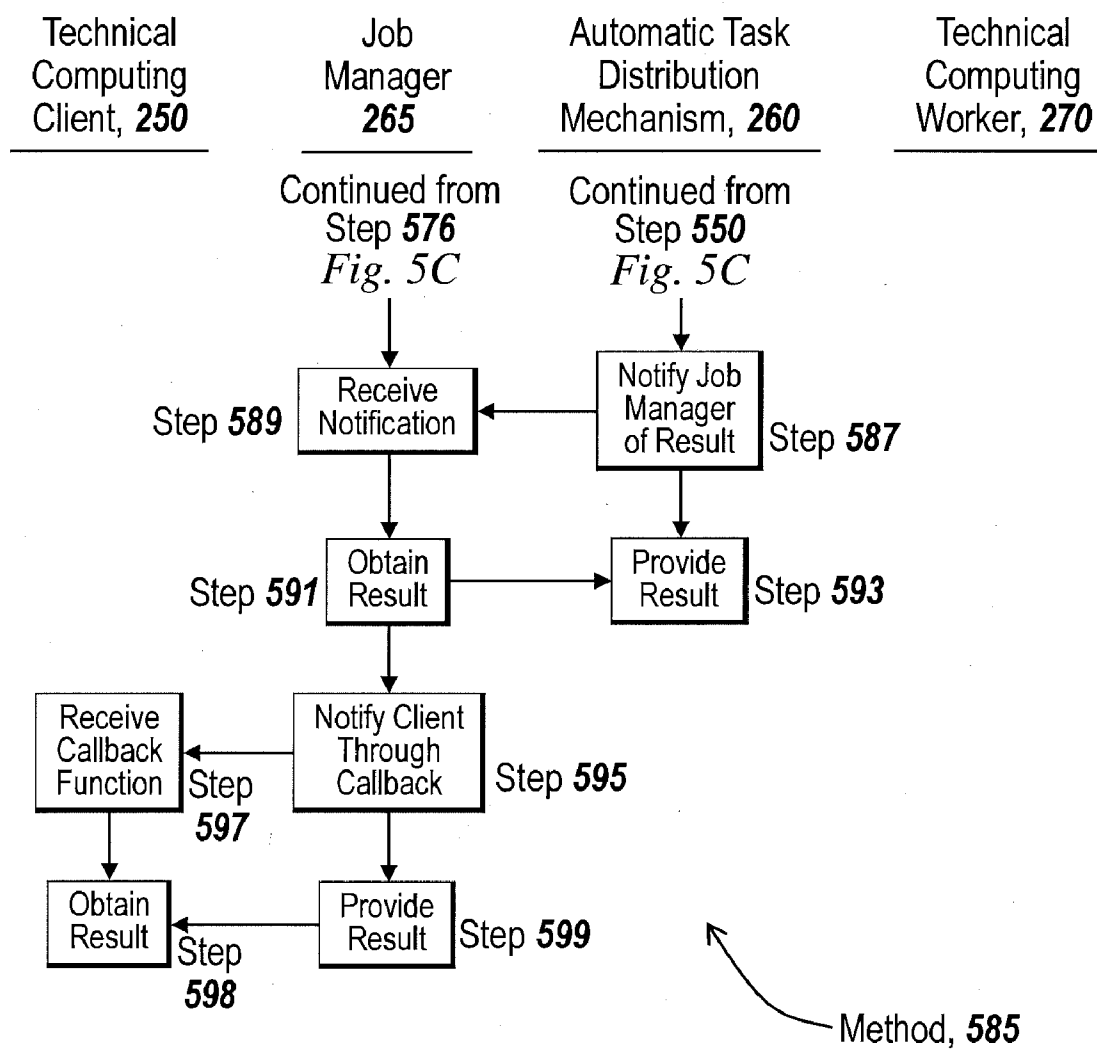 Technical
Computing
Client, 250
Job
Manager
265
Automatic Task
Distribution
Mechanism, 260
Technical
Computing
Worker, 270
Continued from
Step 576
Fig. 5C
Continued from
Step 550
Fig. 5C
Step 589
Receive
Notification
Notify Job
Manager
of Result
Step 587
Step 591
Obtain
Result
Provide
Result
Step 593
Receive
Callback
Function
Step
597
Notify Client
Through
Callback
Step 595
Obtain
Result
Step
598
Provide
Result
Step 599
Method, 585